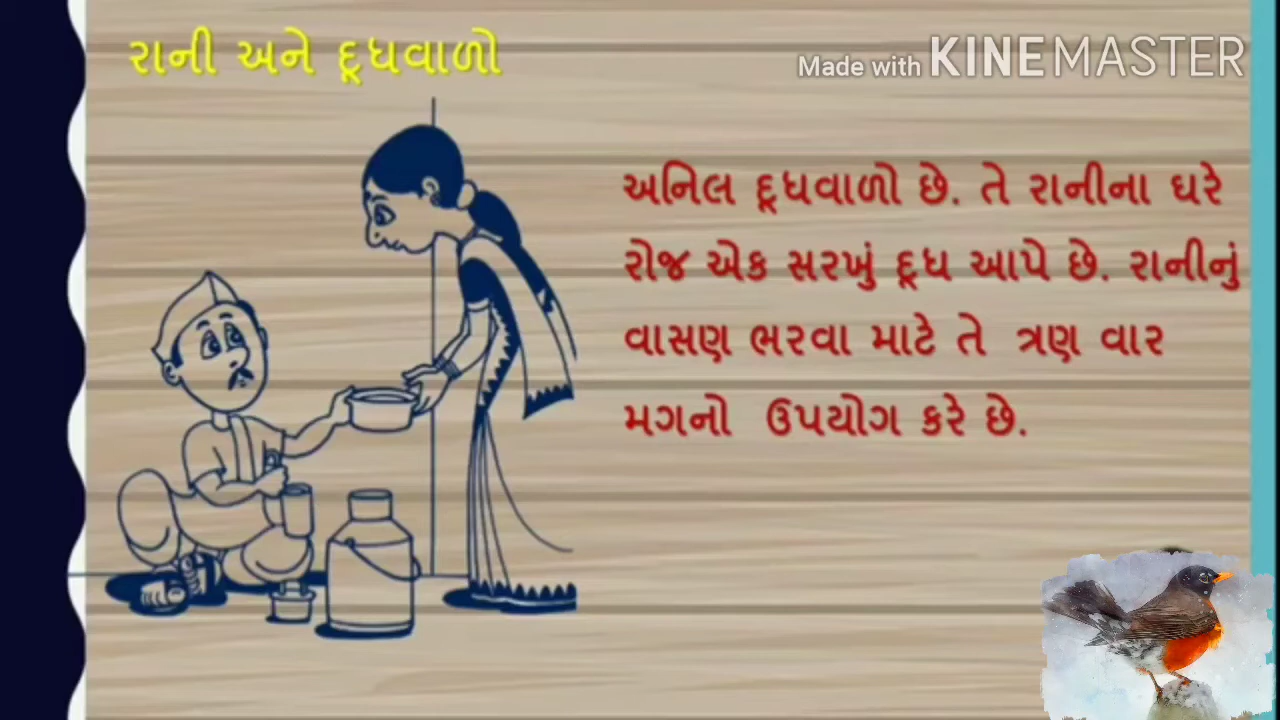 રાની અને દૂધવાળો
Made with KINEMASTER
અનિલ દૂધવાળો છે. તે રાનીના ઘરે
રોજ એક સરખું દૂધ આપે છે. રાનીનું
વાસણ ભરવા માટે તે ત્રણ વાર
મગનો ઉપયોગ કરે છે.